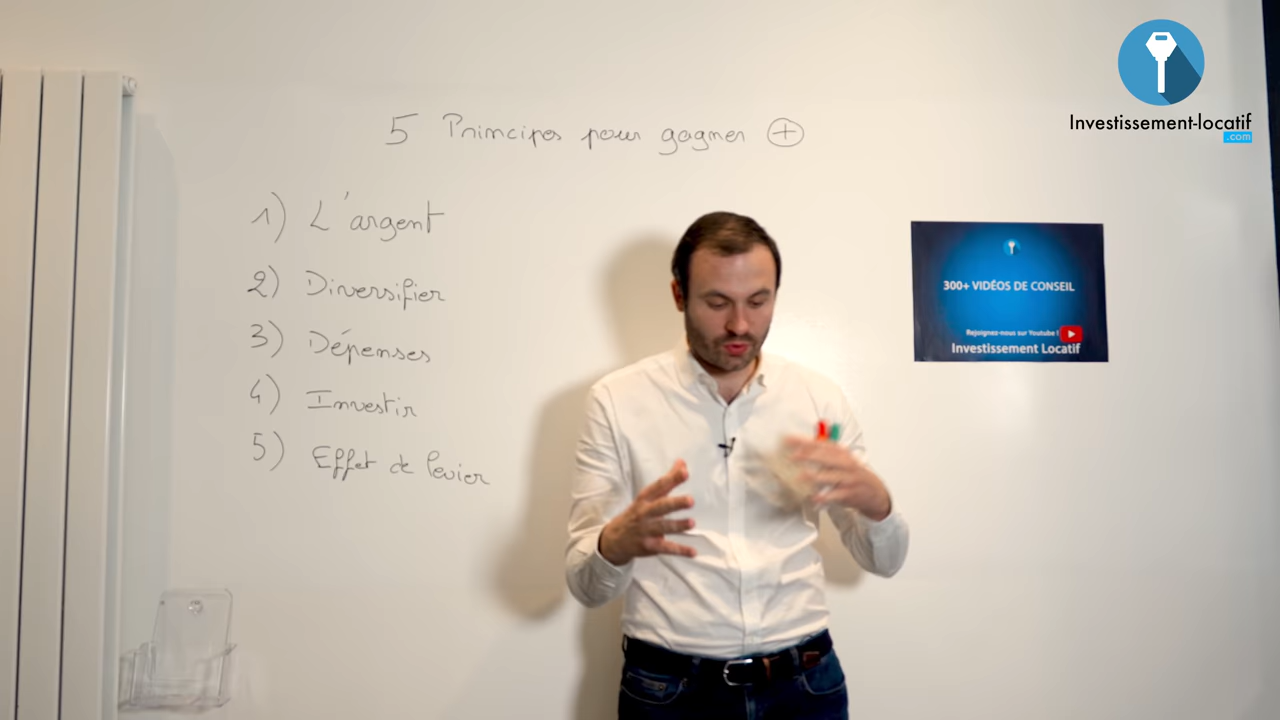 5 Principes pour gagner +
1) L'argent
2) Diversifier
3) Dépenses
4) Investir
5) Effet de levier
Investissement-locatif
.com
300+ VIDÉOS DE CONSEIL
Rejoignez-nous sur Youtube !
Investissement Locatif